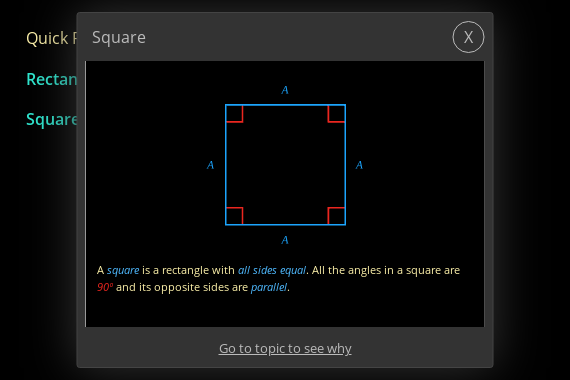 Quick
Square
X
Rectan
A
Square
A
A
A
A square is a rectangle with all sides equal. All the angles in a square are
90º and its opposite sides are parallel.
Go to topic to see why